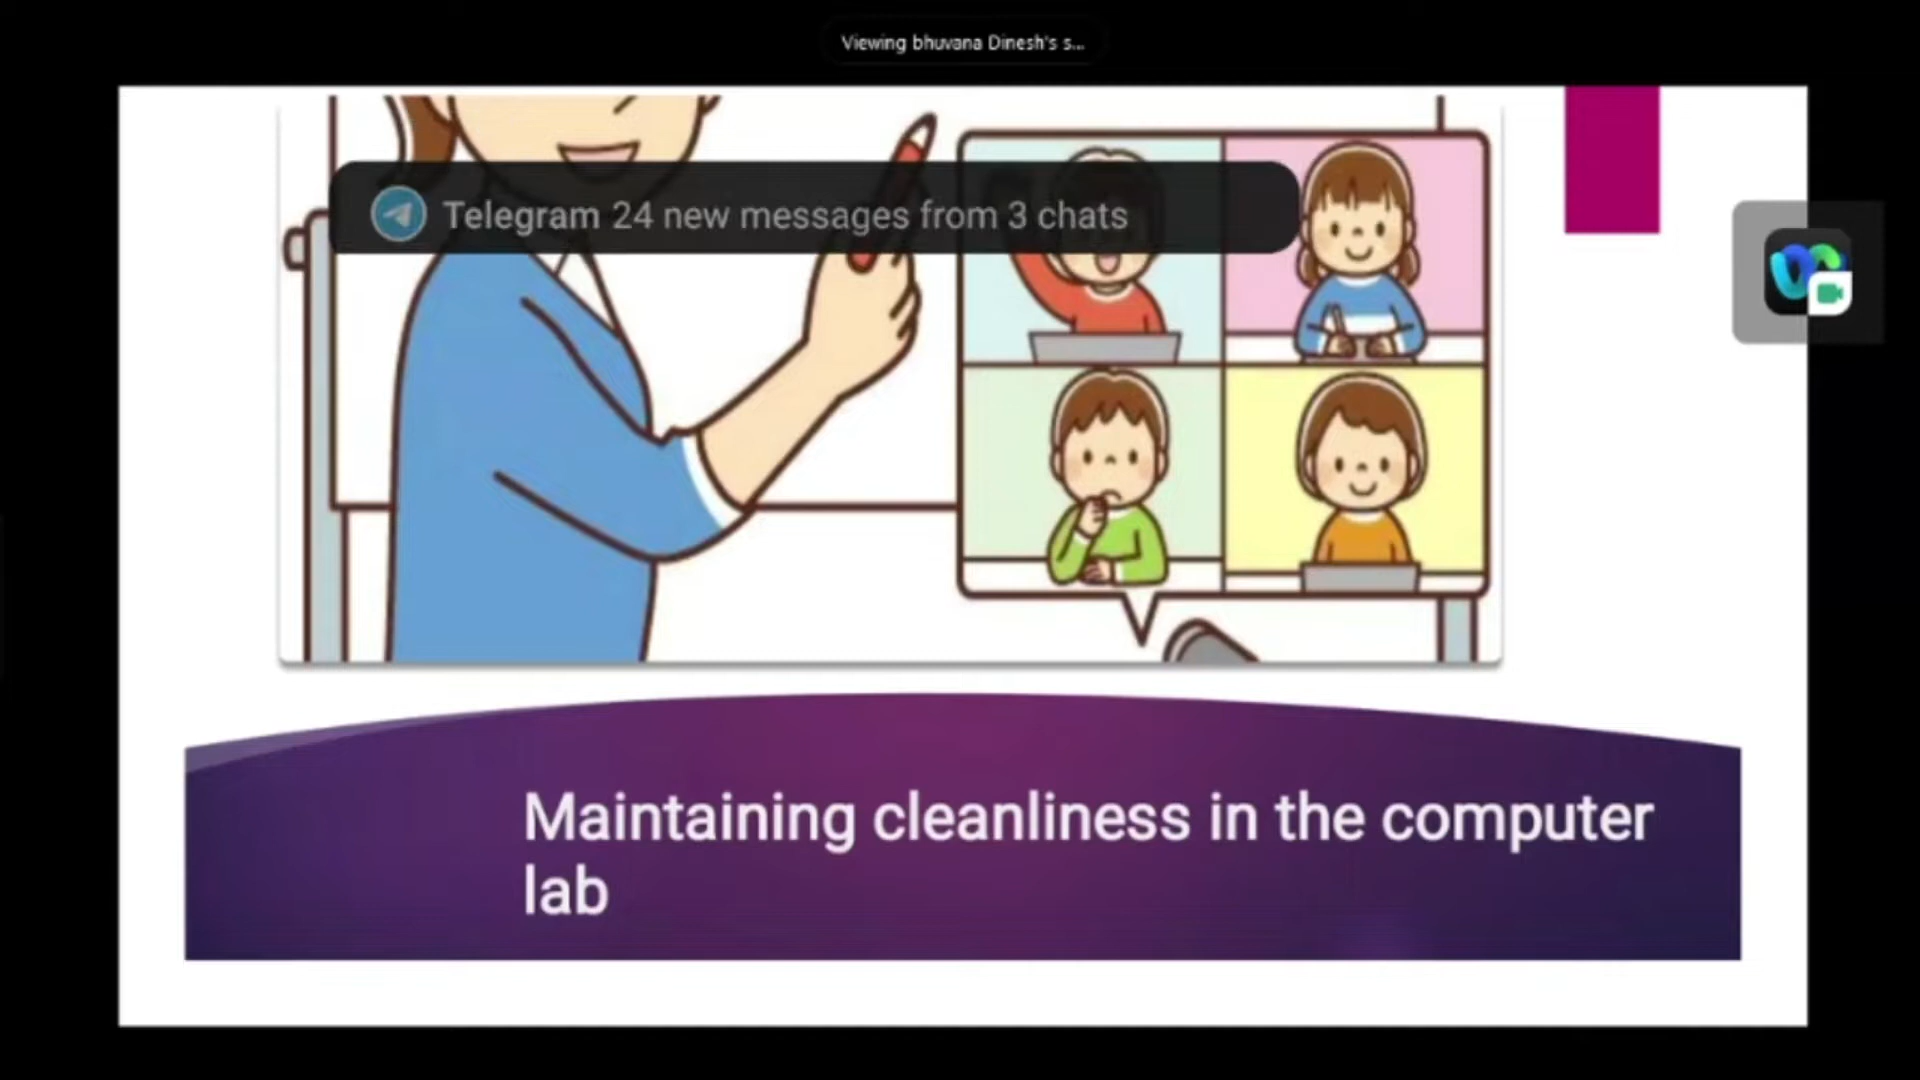 Viewing bhuvana Dinesh's s...
Telegram 24 new messages from 3 chats
Maintaining cleanliness in the computer
lab